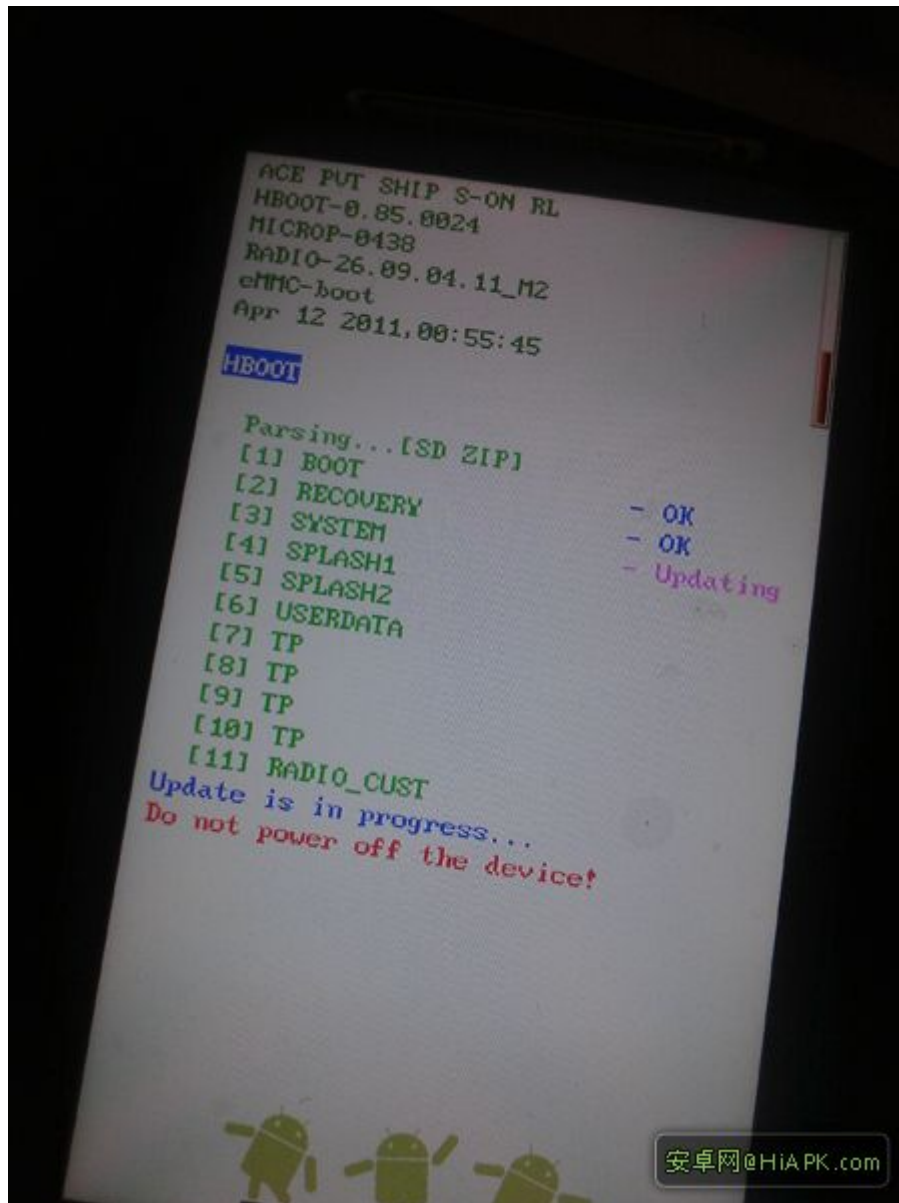 ACE PVT SHIP S-ON RL
HBOOT-0.85.0024
MICROP-0438
RADIO-26.09.04.11_M2
eMMC-boot
Apr 12 2011,00:55:45
HBOOT
Parsing...[SD ZIP]
[1] BOOT - OK
[2] RECOVERY - OK
[3] SYSTEM - Updating
[4] SPLASH1
[5] SPLASH2
[6] USERDATA
[7] TP
[8] TP
[9] TP
[10] TP
[11] RADIO_CUST
Update is in progress...
Do not power off the device!
安卓网@HiAPK.com